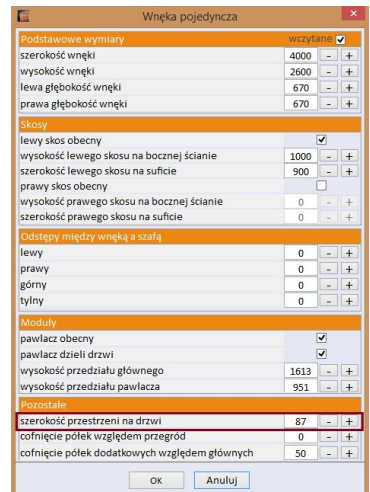 Wnęka pojedyncza
Podstawowe wymiary wczytane
szerokość wnęki 4000 - +
wysokość wnęki 2600 - +
lewa głębokość wnęki 670 - +
prawa głębokość wnęki 670 - +
Skosy
lewy skos obecny
wysokość lewego skosu na bocznej ścianie 1000 - +
szerokość lewego skosu na suficie 900 - +
prawy skos obecny
wysokość prawego skosu na bocznej ścianie 0 - +
szerokość prawego skosu na suficie 0 - +
Odstępy między wnęką a szafą
lewy 0 - +
prawy 0 - +
górny 0 - +
tylny 0 - +
Moduły
pawlacz obecny
pawlacz dzieli drzwi
wysokość przedziału głównego 1613 - +
wysokość przedziału pawlacza 951 - +
Pozostałe
szerokość przestrzeni na drzwi 87 - +
cofnięcie półek względem przegród 0 - +
cofnięcie półek dodatkowych względem głównych 50 - +
OK Anuluj